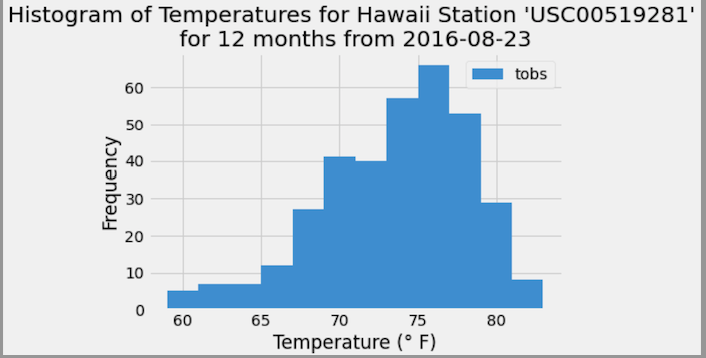 Histogram of Temperatures for Hawaii Station 'USC00519281'
for 12 months from 2016-08-23
tobs
60
50
40
30
20
10
0
Frequency
60 65 70 75 80
Temperature (° F)